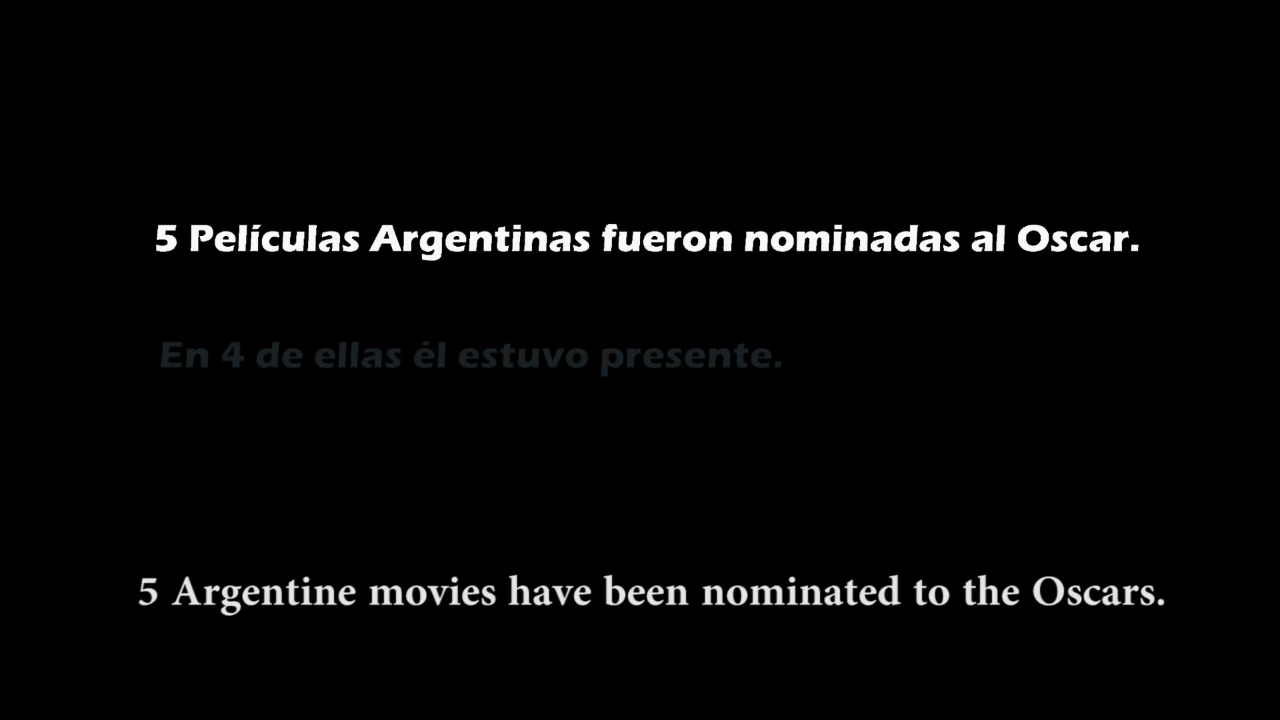 5 Películas Argentinas fueron nominadas al Oscar.
En 4 de ellas él estuvo presente.
5 Argentine movies have been nominated to the Oscars.